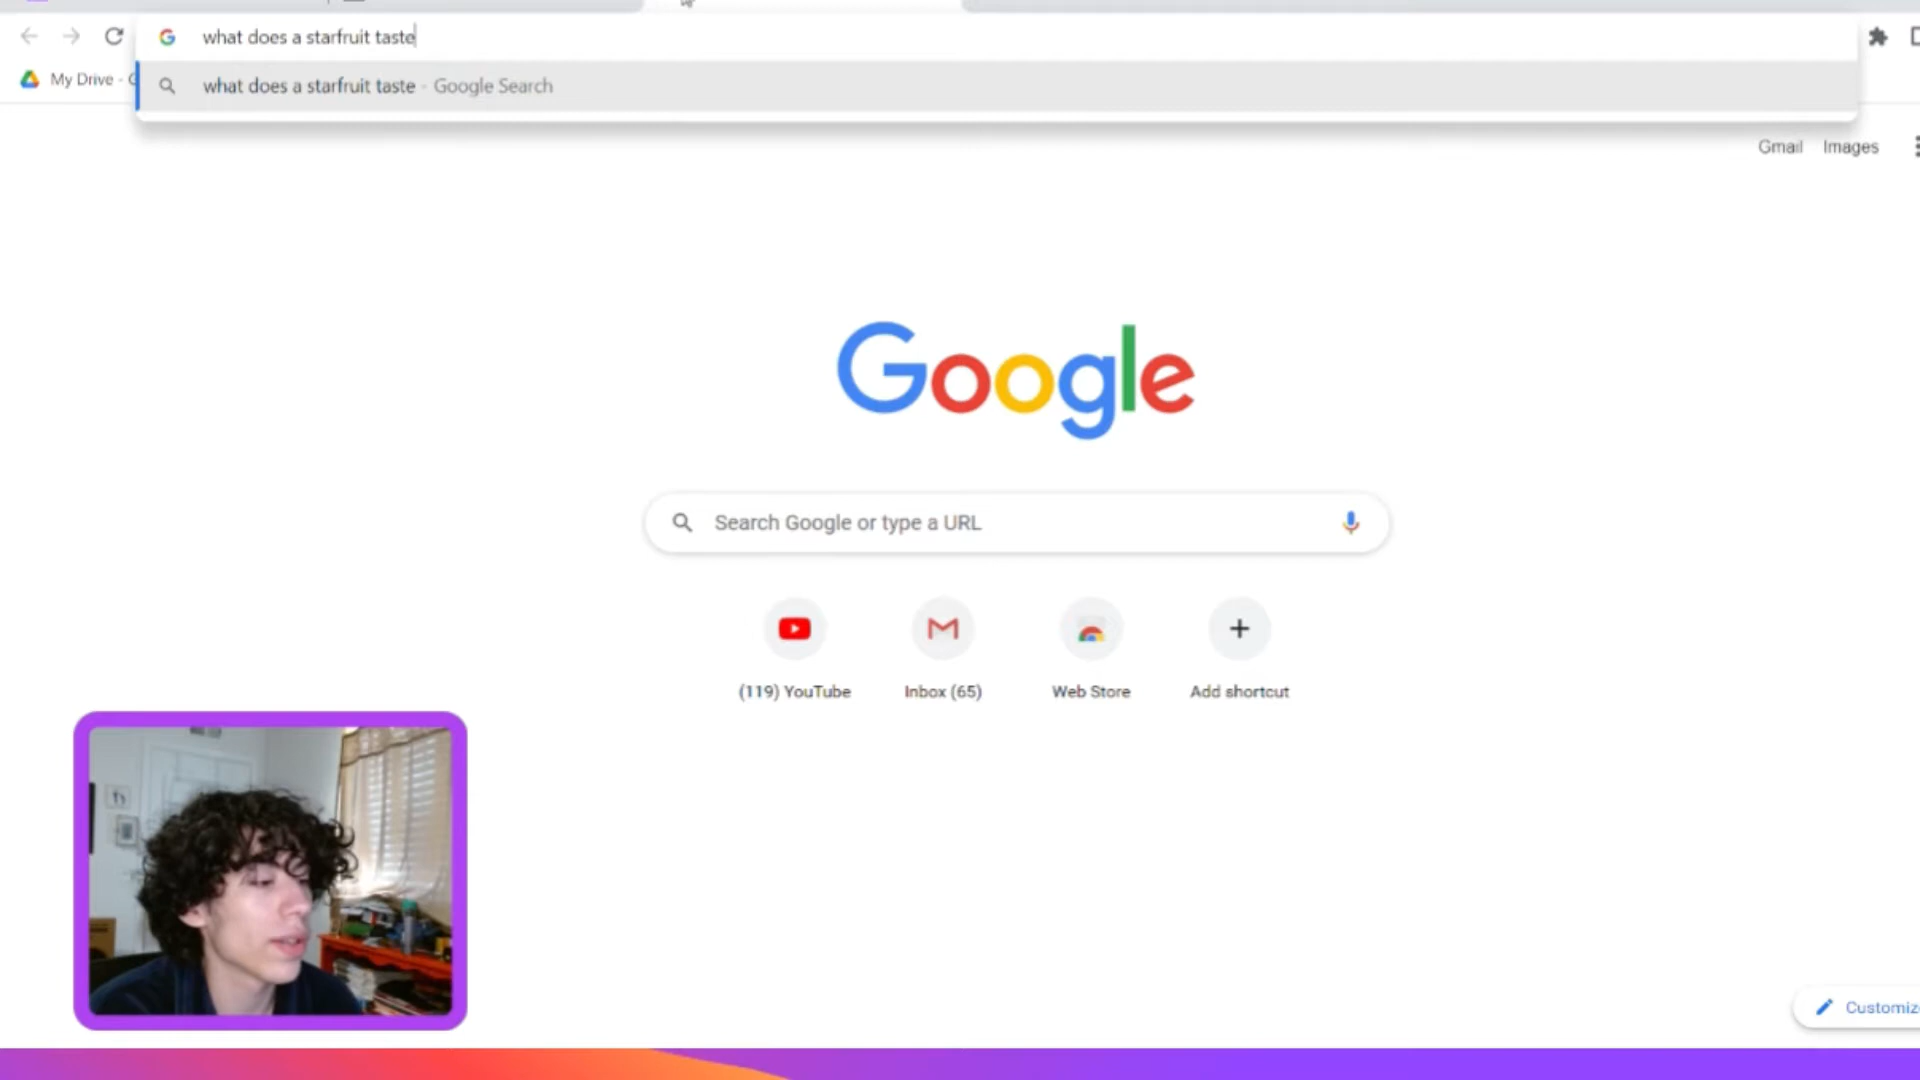 what does a starfruit taste
My Drive - G
what does a starfruit taste - Google Search
Gmail Images
Google
Search Google or type a URL
(119) YouTube Inbox (65) Web Store Add shortcut
Customize